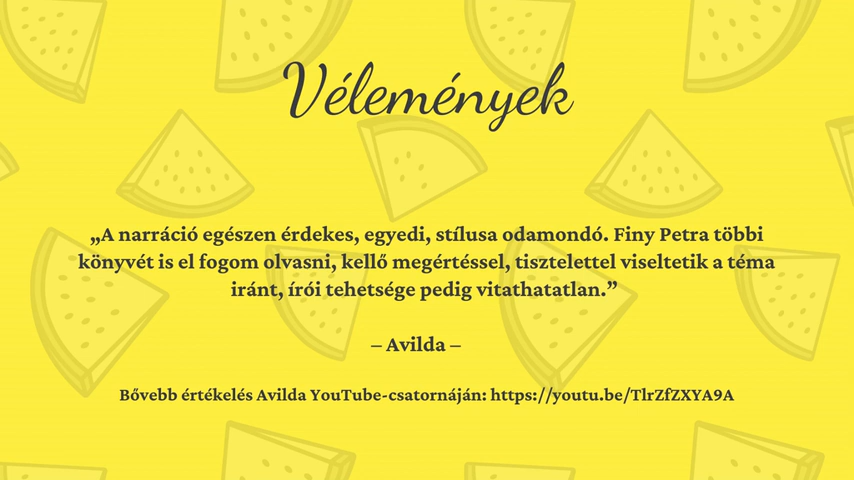 Vélemények
„A narráció egészen érdekes, egyedi, stílusa odamondó. Finy Petra többi
könyvét is el fogom olvasni, kellő megértéssel, tisztelettel viseltetik a téma
iránt, írói tehetsége pedig vitathatatlan.”
– Avilda –
Bővebb értékelés Avilda YouTube-csatornáján: https://youtu.be/TlrZfZXYA9A